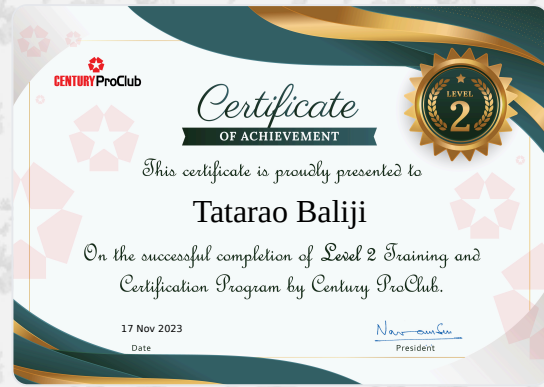 CENTURY ProClub
LEVEL
2
Certificate
OF ACHIEVEMENT
This certificate is proudly presented to
Tatarao Baliji
On the successful completion of Level 2 Training and
Certification Program by Century ProClub.
17 Nov 2023
Date
President